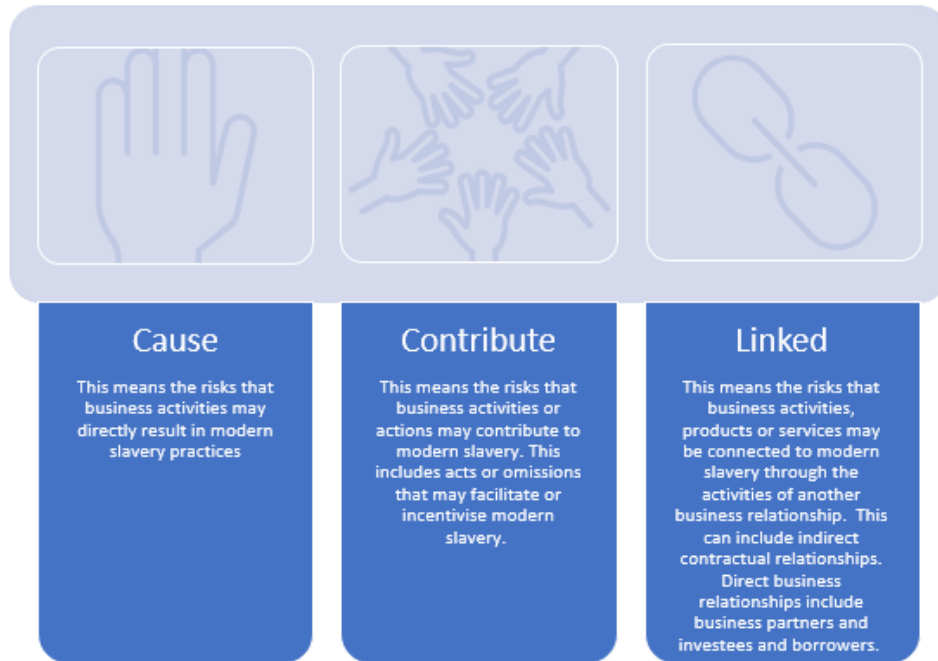 Cause
This means the risks that
business activities may
directly result in modern
slavery practices
Contribute
This means the risks that
business activities or
actions may contribute to
modern slavery. This
includes acts or omissions
that may facilitate or
incentivise modern
slavery.
Linked
This means the risks that
business activities,
products or services may
be connected to modern
slavery through the
activities of another
business relationship.  This
can include indirect
contractual relationships.
Direct business
relationships include
business partners and
investees and borrowers.